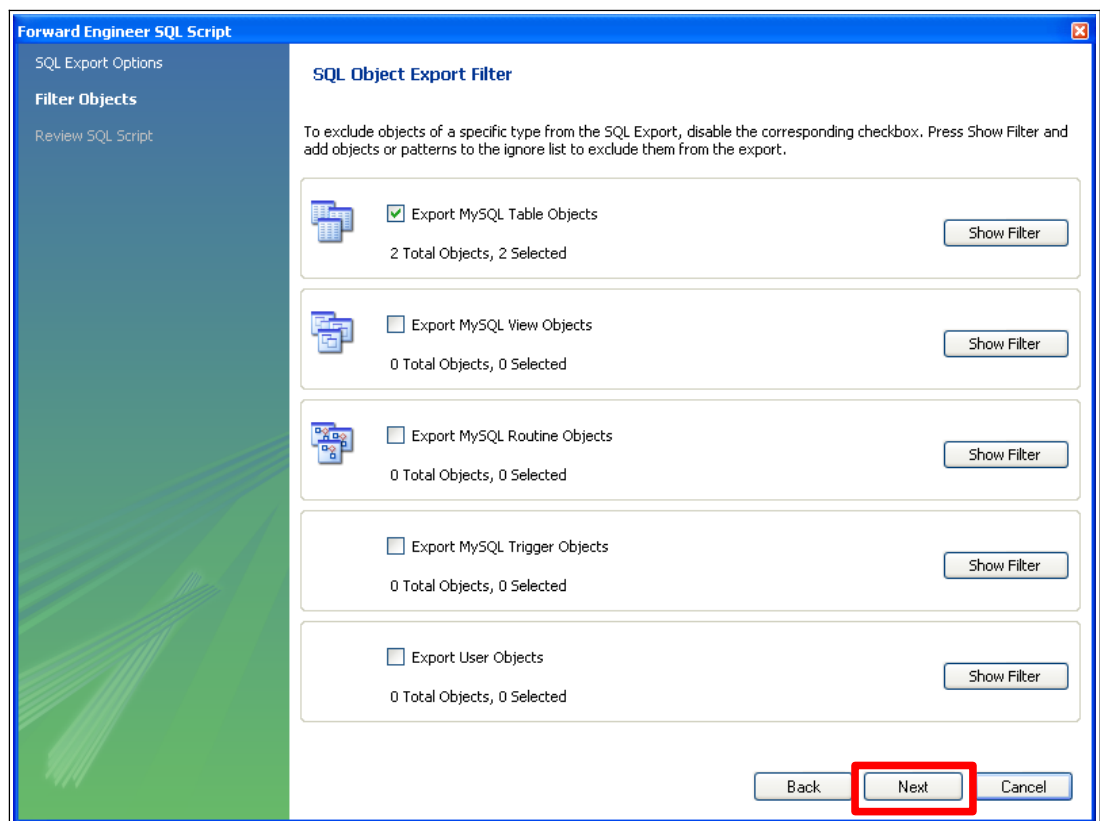 Forward Engineer SQL Script
SQL Export Options
Filter Objects
Review SQL Script
SQL Object Export Filter
To exclude objects of a specific type from the SQL Export, disable the corresponding checkbox. Press Show Filter and
add objects or patterns to the ignore list to exclude them from the export.
Export MySQL Table Objects
2 Total Objects, 2 Selected
Show Filter
Export MySQL View Objects
0 Total Objects, 0 Selected
Show Filter
Export MySQL Routine Objects
0 Total Objects, 0 Selected
Show Filter
Export MySQL Trigger Objects
0 Total Objects, 0 Selected
Show Filter
Export User Objects
0 Total Objects, 0 Selected
Show Filter
Back
Next
Cancel